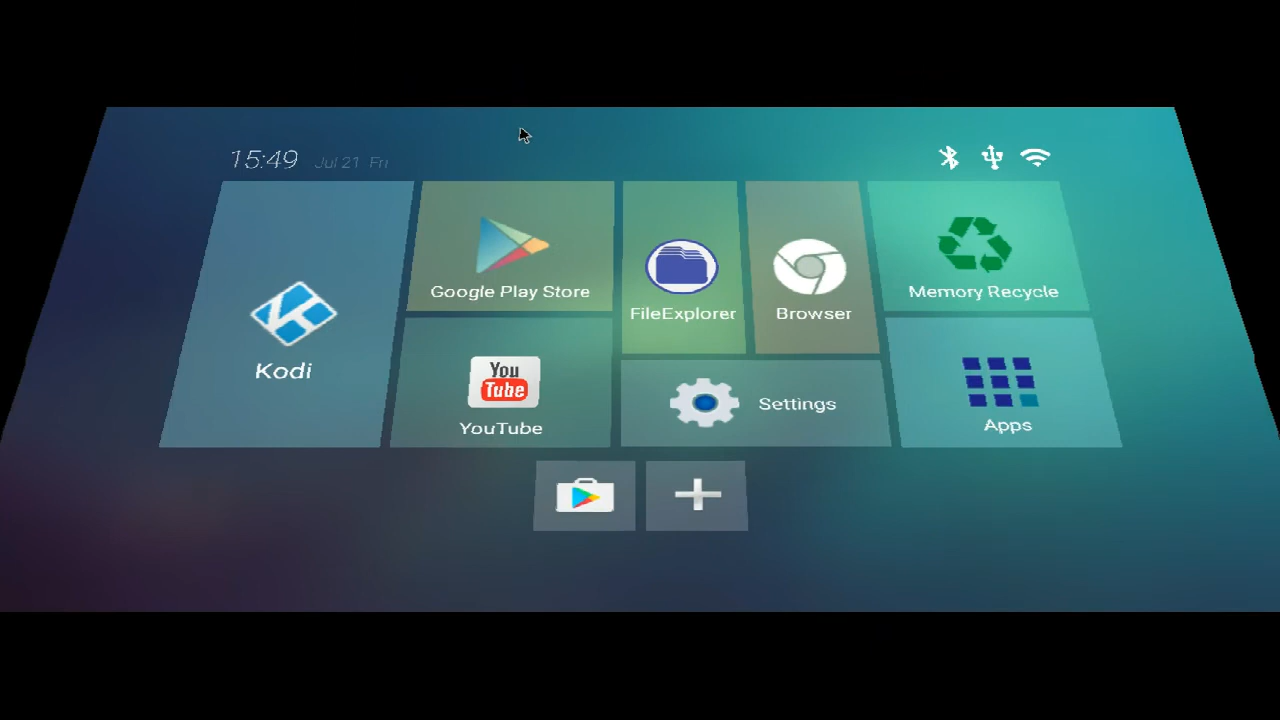 15:49 Jul 21 Fri
Google Play Store
Memory Recycle
FileExplorer
Browser
Kodi
You
Tube
YouTube
Settings
Apps